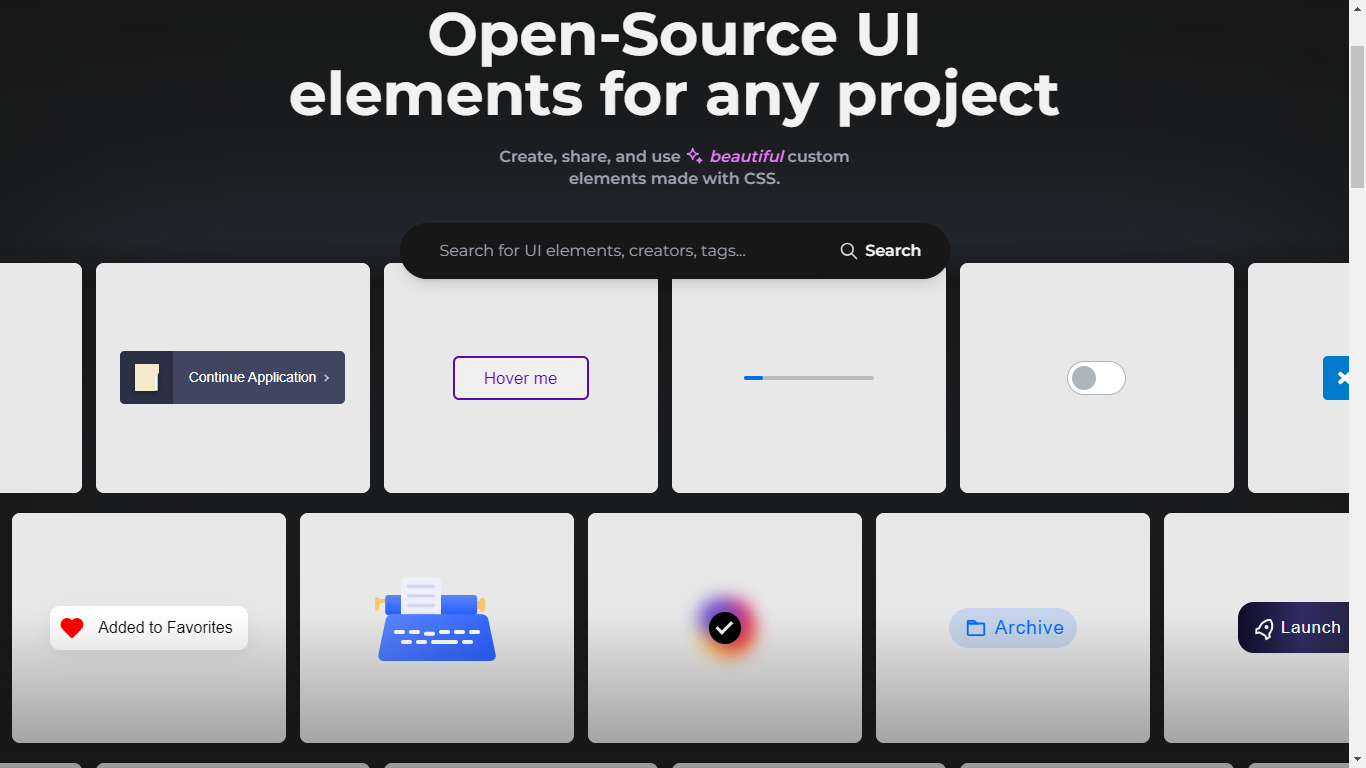 Open-Source UI
elements for any project
Create, share, and use beautiful custom
elements made with CSS.
Search for UI elements, creators, tags...
Search
Continue Application
Hover me
Added to Favorites
Archive
Launch